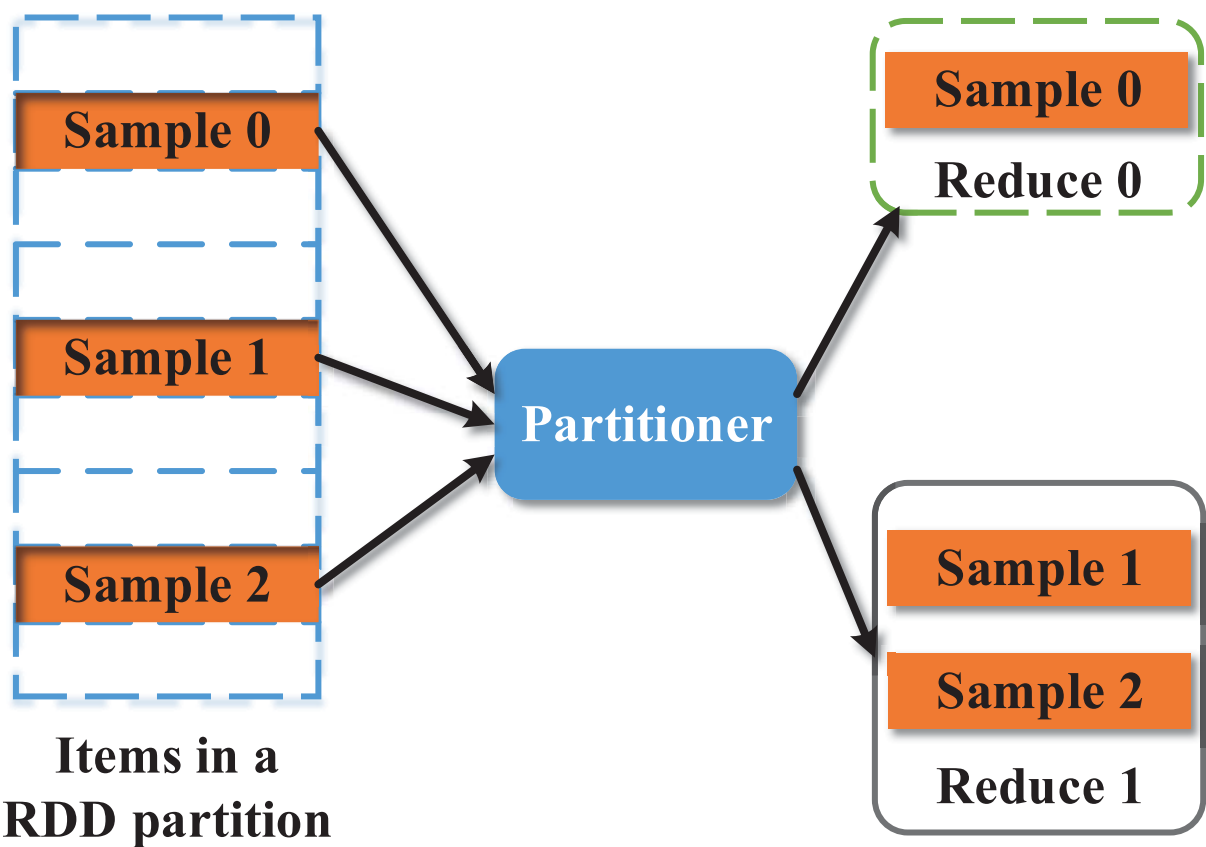 Sample 0
Sample 1
Sample 2
Items in a
RDD partition
Partitioner
Sample 0
Reduce 0
Sample 1
Sample 2
Reduce 1